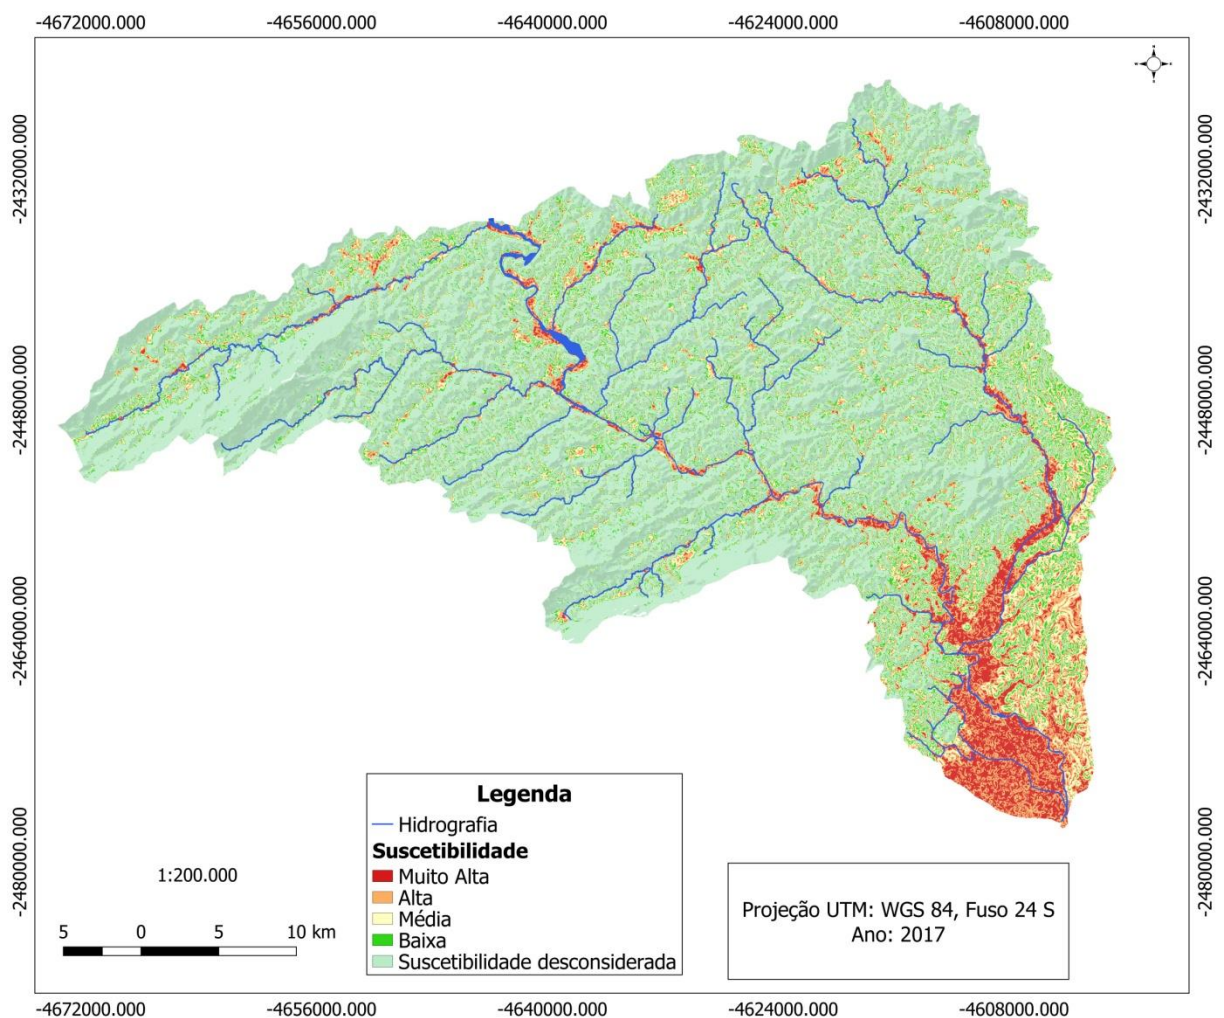 -4672000.000 -4656000.000 -4640000.000 -4624000.000 -4608000.000
-2432000.000 -2432000.000
-2448000.000 -2448000.000
-2464000.000 -2464000.000
Legenda
Hidrografia
Suscetibilidade
Muito Alta
Alta
Média
Baixa
Suscetibilidade desconsiderada
1:200.000
5 0 5 10 km
Projeção UTM: WGS 84, Fuso 24 S
Ano: 2017
-2480000.000 -2480000.000
-4672000.000 -4656000.000 -4640000.000 -4624000.000 -4608000.000